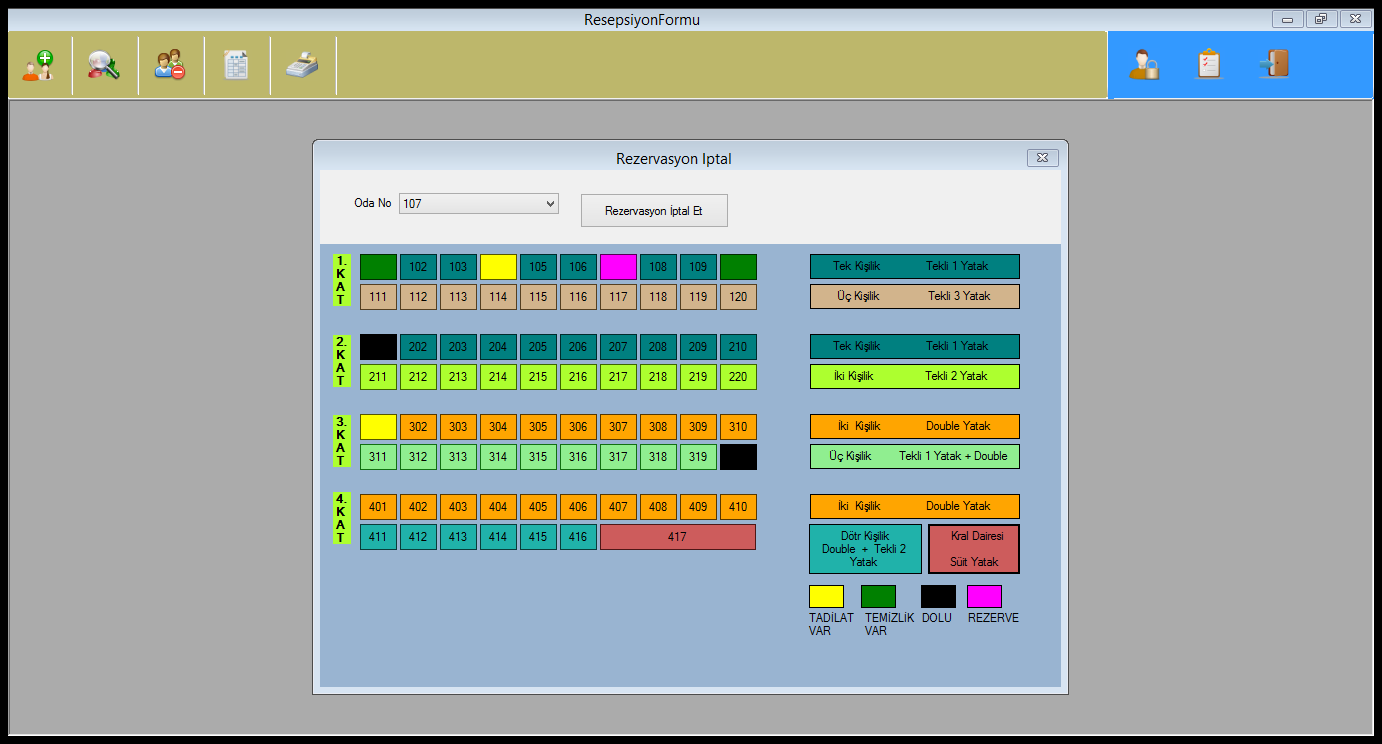 ResepsiyonFormu
Rezervasyon Iptal
Oda No 107 Rezervasyon İptal Et
1. KAT
102 103 105 106 108 109
Tek Kişilik Tekli 1 Yatak
111 112 113 114 115 116 117 118 119 120
Üç Kişilik Tekli 3 Yatak
2. KAT
202 203 204 205 206 207 208 209 210
Tek Kişilik Tekli 1 Yatak
211 212 213 214 215 216 217 218 219 220
İki Kişilik Tekli 2 Yatak
3. KAT
302 303 304 305 306 307 308 309 310
İki Kişilik Double Yatak
311 312 313 314 315 316 317 318 319
Üç Kişilik Tekli 1 Yatak + Double
4. KAT
401 402 403 404 405 406 407 408 409 410
İki Kişilik Double Yatak
411 412 413 414 415 416 417
Dötr Kişilik
Double + Tekli 2
Yatak
Kral Dairesi
Süit Yatak
TADİLAT
VAR
TEMİZLİK
VAR
DOLU
REZERVE